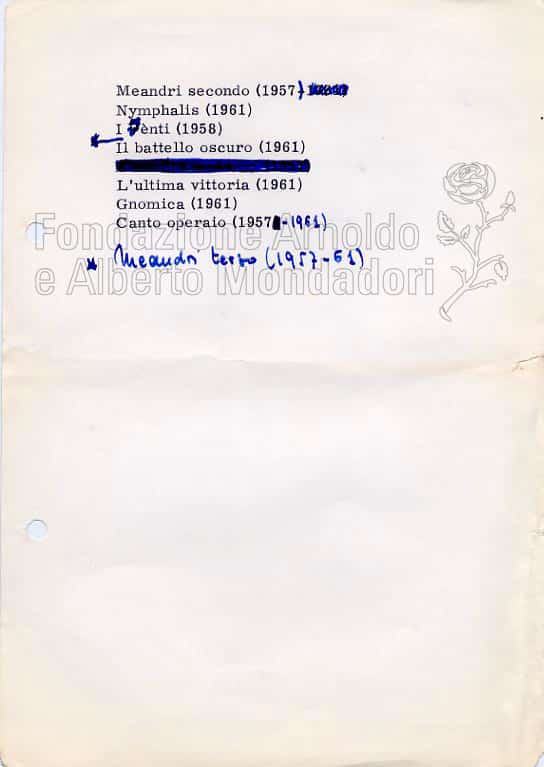 Meandri secondo (1957)
Nymphalis (1961)
I Vènti (1958)
Il battello oscuro (1961)
L'ultima vittoria (1961)
Gnomica (1961)
Canto operaio (1957-1961)
Fondazione Arnoldo
e Alberto Mondadori
Meandri terzo (1957-61)